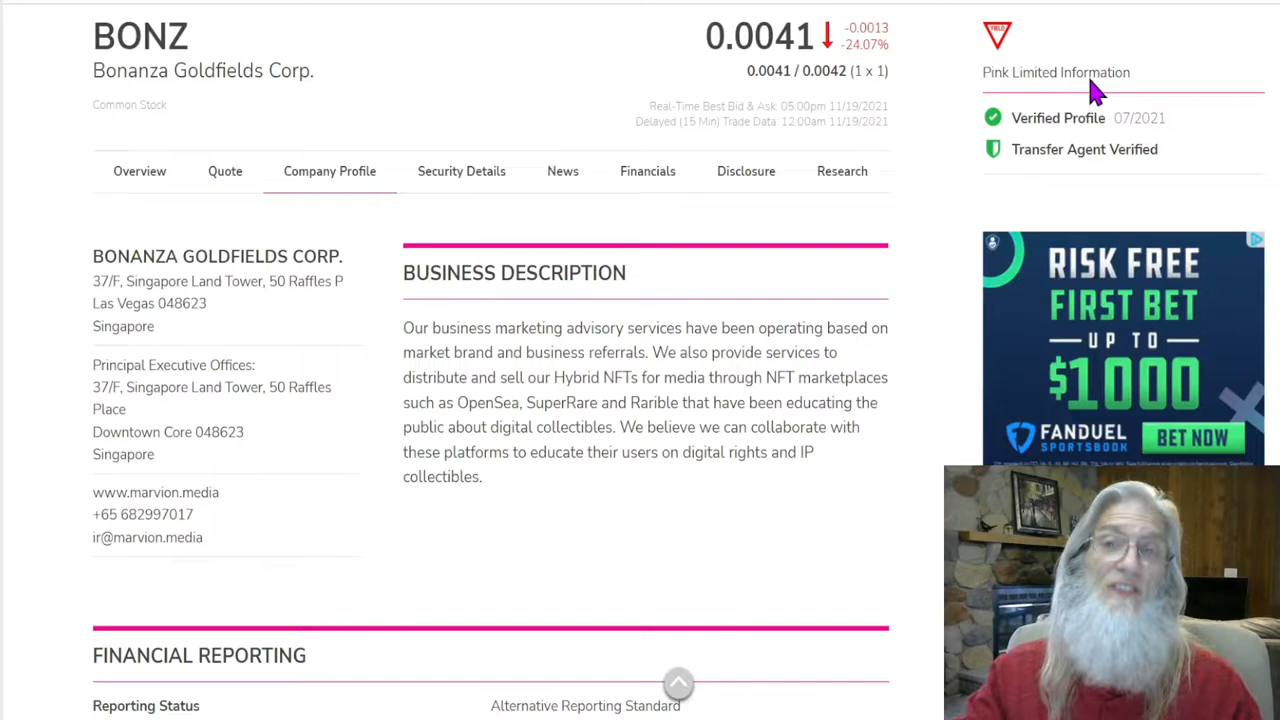 BONZ
Bonanza Goldfields Corp.
Common Stock
0.0041
-0.0013
-24.07%
0.0041 / 0.0042 (1 x 1)
Real-Time Best Bid & Ask: 05:00pm 11/19/2021
Delayed (15 Min) Trade Data: 12:00am 11/19/2021
YIELD
Pink Limited Information
Verified Profile 07/2021
Transfer Agent Verified
Overview
Quote
Company Profile
Security Details
News
Financials
Disclosure
Research
BONANZA GOLDFIELDS CORP.
37/F, Singapore Land Tower, 50 Raffles P
Las Vegas 048623
Singapore
Principal Executive Offices:
37/F, Singapore Land Tower, 50 Raffles
Place
Downtown Core 048623
Singapore
www.marvion.media
+65 682997017
ir@marvion.media
BUSINESS DESCRIPTION
Our business marketing advisory services have been operating based on
market brand and business referrals. We also provide services to
distribute and sell our Hybrid NFTs for media through NFT marketplaces
such as OpenSea, SuperRare and Rarible that have been educating the
public about digital collectibles. We believe we can collaborate with
these platforms to educate their users on digital rights and IP
collectibles.
RISK FREE
FIRST BET
UP TO
$1000
FANDUEL
SPORTSBOOK
BET NOW
FINANCIAL REPORTING
Reporting Status
Alternative Reporting Standard